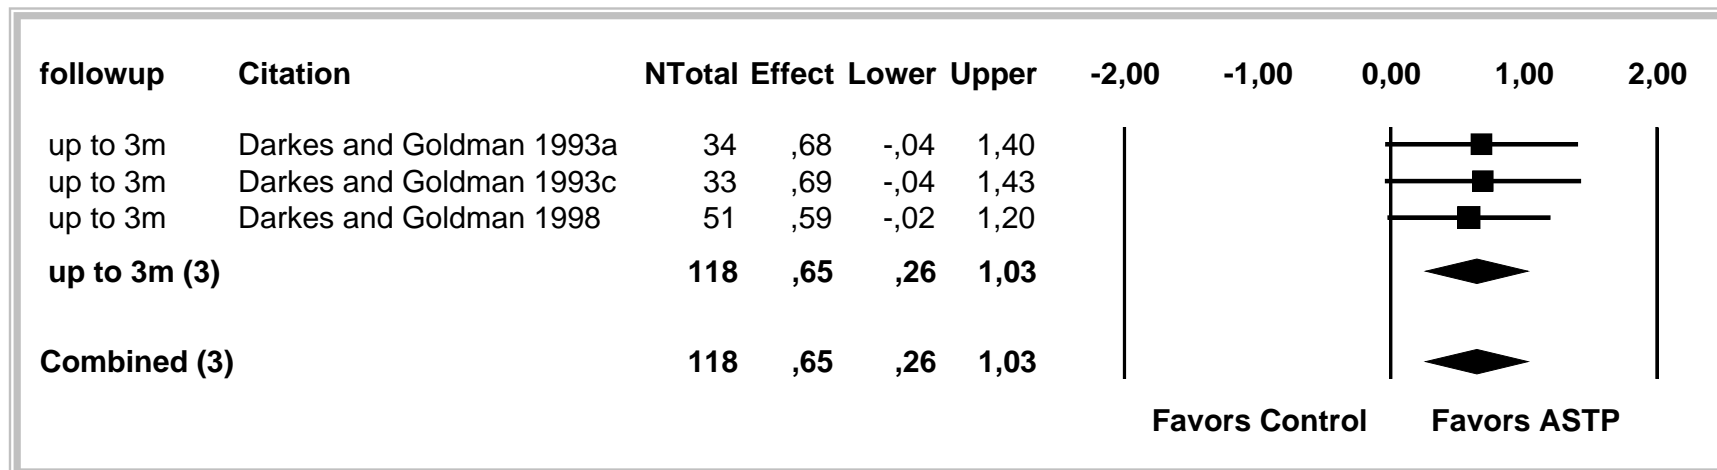 followup Citation NTotal Effect Lower Upper -2,00 -1,00 0,00 1,00 2,00
up to 3m Darkes and Goldman 1993a 34 ,68 -,04 1,40
up to 3m Darkes and Goldman 1993c 33 ,69 -,04 1,43
up to 3m Darkes and Goldman 1998 51 ,59 -,02 1,20
up to 3m (3) 118 ,65 ,26 1,03
Combined (3) 118 ,65 ,26 1,03
Favors Control Favors ASTP